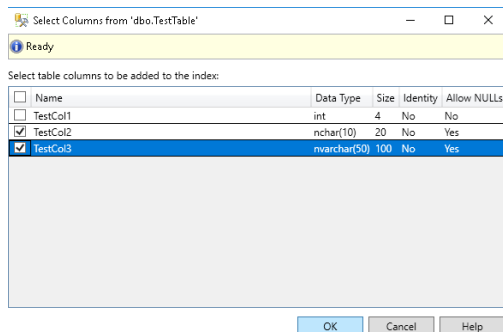 Select Columns from 'dbo.TestTable'
Ready
Select table columns to be added to the index:
Name Data Type Size Identity Allow NULLs
TestCol1 int 4 No No
TestCol2 nchar(10) 20 No Yes
TestCol3 nvarchar(50) 100 No Yes
OK Cancel Help